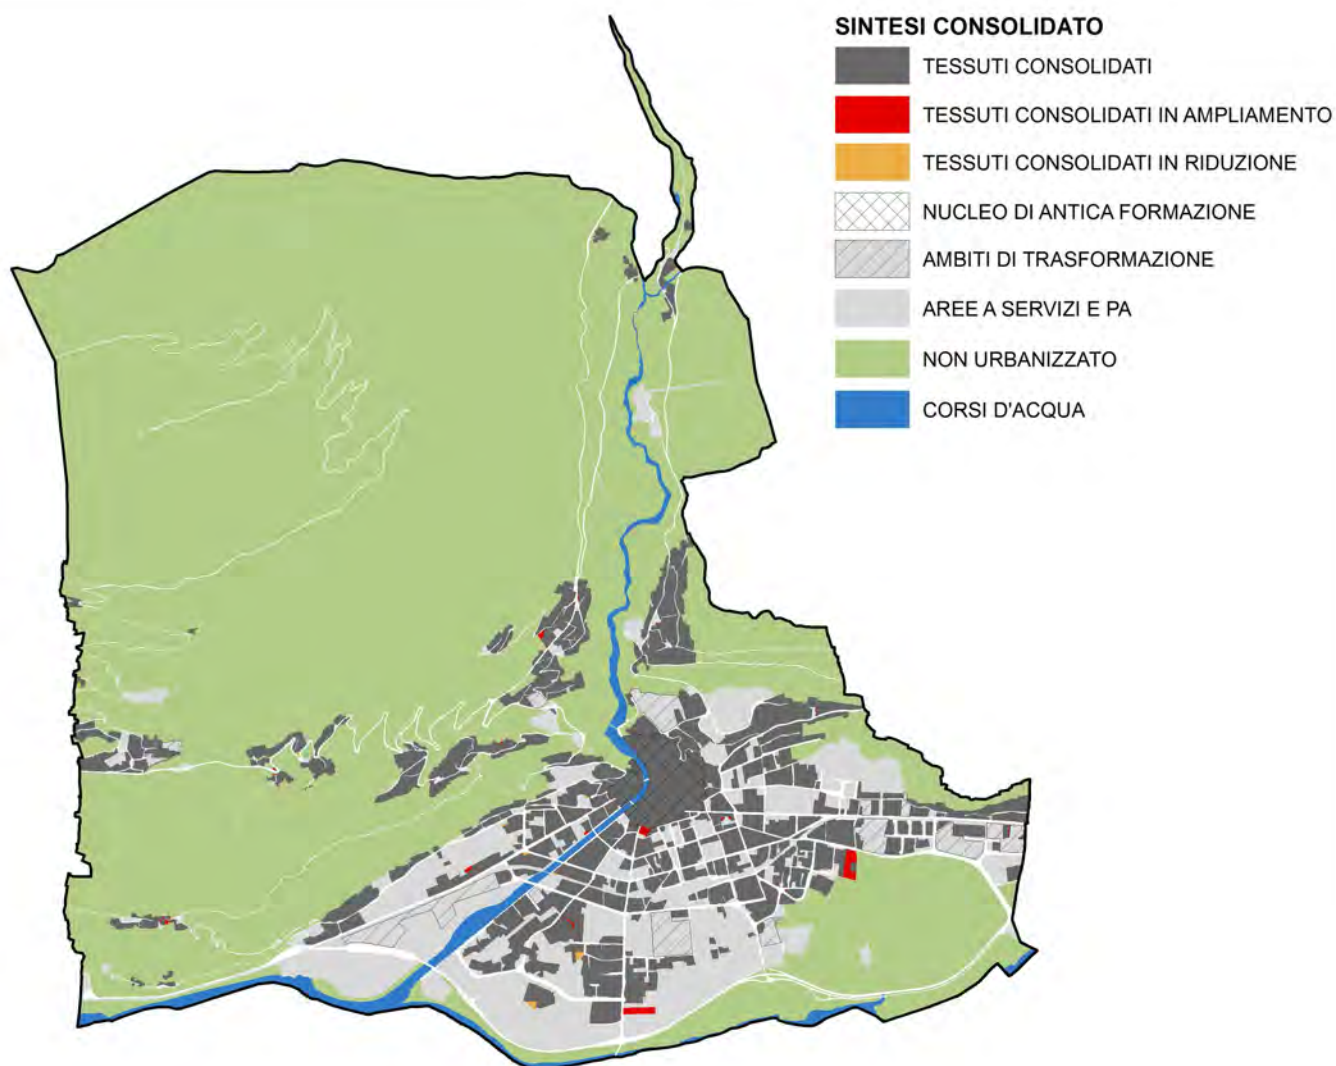 SINTESI CONSOLIDATO
TESSUTI CONSOLIDATI
TESSUTI CONSOLIDATI IN AMPLIAMENTO
TESSUTI CONSOLIDATI IN RIDUZIONE
NUCLEO DI ANTICA FORMAZIONE
AMBITI DI TRASFORMAZIONE
AREE A SERVIZI E PA
NON URBANIZZATO
CORSI D'ACQUA